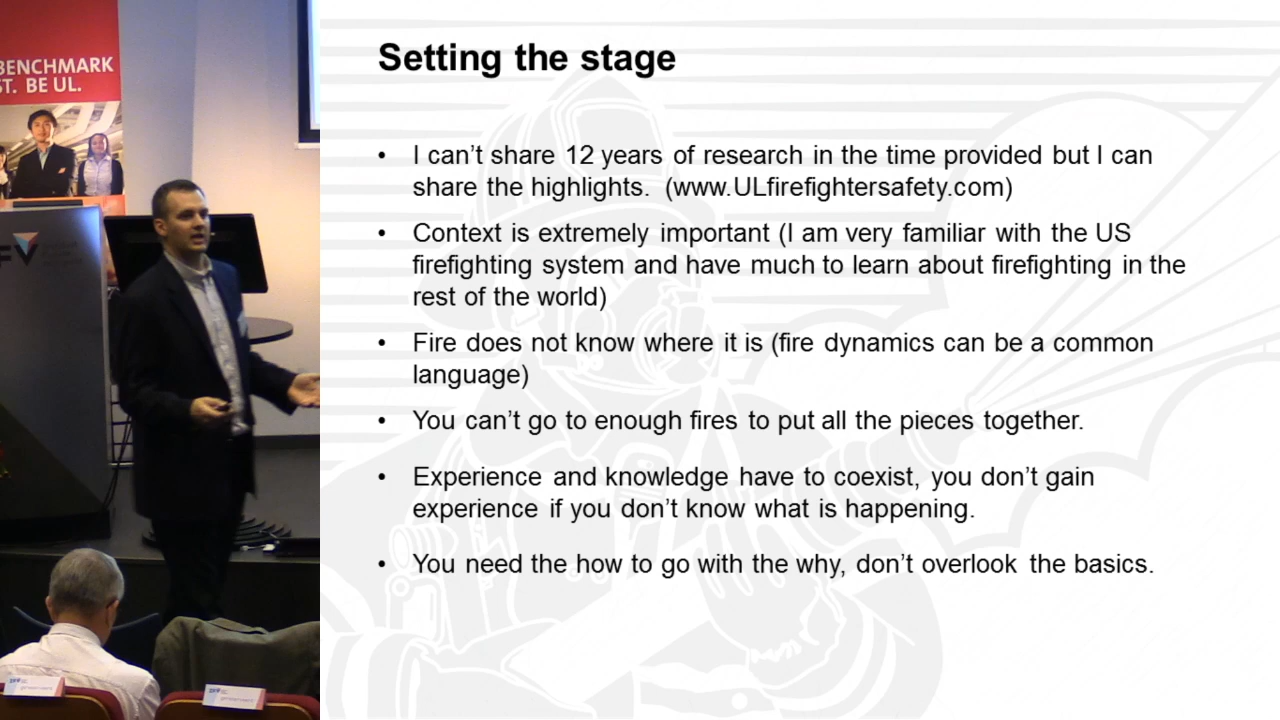 BENCHMARK
ST. BE UL.
FV
Setting the stage
• I can’t share 12 years of research in the time provided but I can
share the highlights. (www.ULfirefightersafety.com)
• Context is extremely important (I am very familiar with the US
firefighting system and have much to learn about firefighting in the
rest of the world)
• Fire does not know where it is (fire dynamics can be a common
language)
• You can’t go to enough fires to put all the pieces together.
• Experience and knowledge have to coexist, you don’t gain
experience if you don’t know what is happening.
• You need the how to go with the why, don’t overlook the basics.